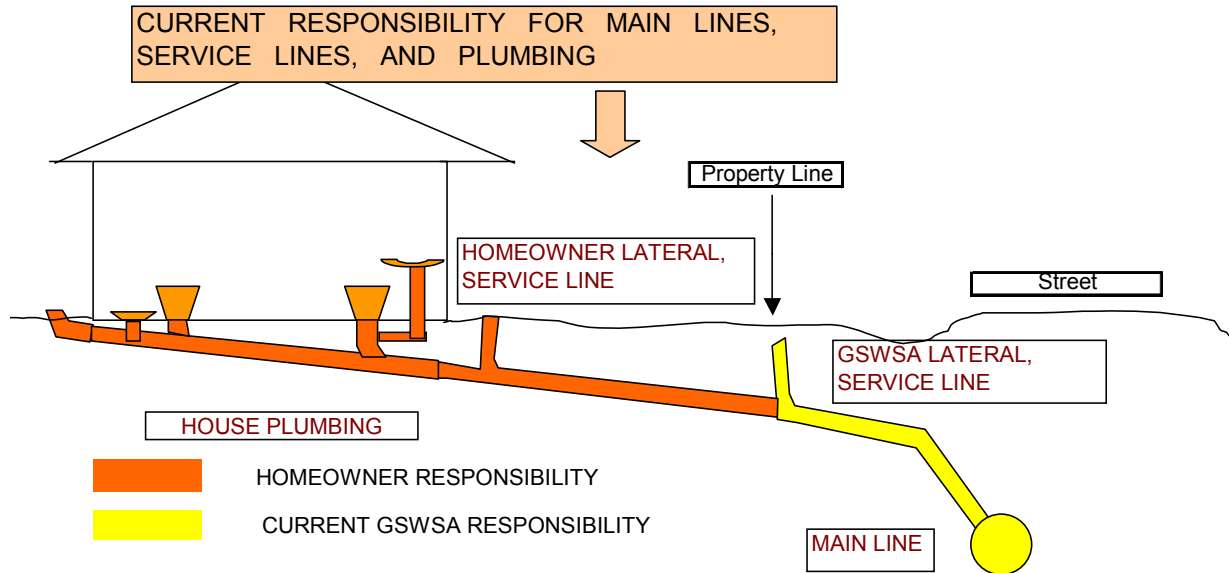 CURRENT RESPONSIBILITY FOR MAIN LINES,
SERVICE LINES, AND PLUMBING
Property Line
HOMEOWNER LATERAL,
SERVICE LINE
Street
GSWSA LATERAL,
SERVICE LINE
HOUSE PLUMBING
HOMEOWNER RESPONSIBILITY
CURRENT GSWSA RESPONSIBILITY
MAIN LINE